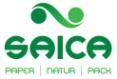 SAICA
PAPER | NATUR | PACK